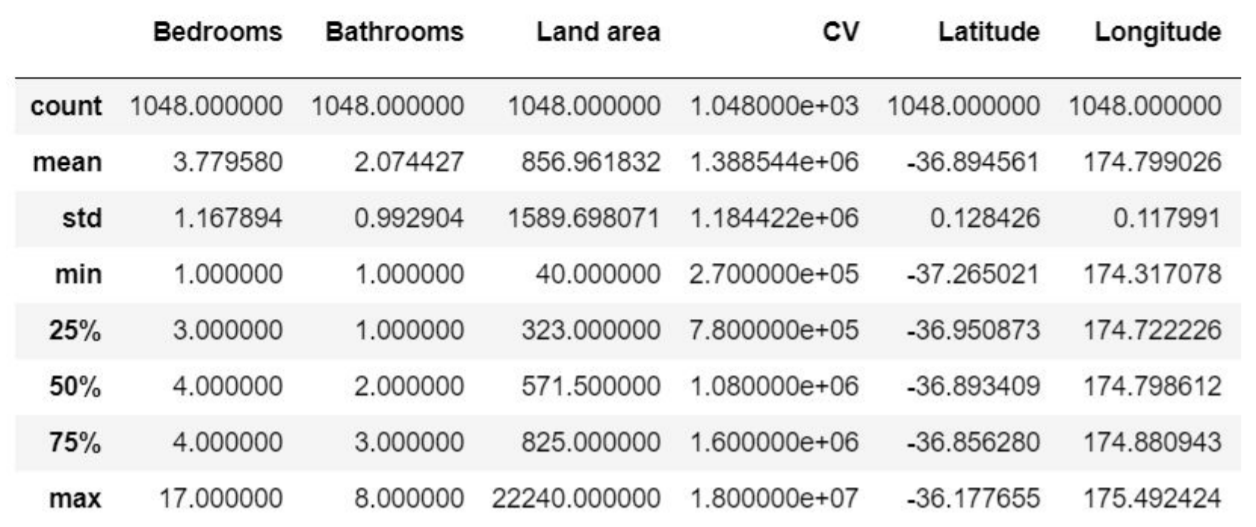 Bedrooms Bathrooms Land area CV Latitude Longitude
count 1048.000000 1048.000000 1048.000000 1.048000e+03 1048.000000 1048.000000
mean 3.779580 2.074427 856.961832 1.388544e+06 -36.894561 174.799026
std 1.167894 0.992904 1589.698071 1.184422e+06 0.128426 0.117991
min 1.000000 1.000000 40.000000 2.700000e+05 -37.265021 174.317078
25% 3.000000 1.000000 323.000000 7.800000e+05 -36.950873 174.722226
50% 4.000000 2.000000 571.500000 1.080000e+06 -36.893409 174.798612
75% 4.000000 3.000000 825.000000 1.600000e+06 -36.856280 174.880943
max 17.000000 8.000000 22240.000000 1.800000e+07 -36.177655 175.492424